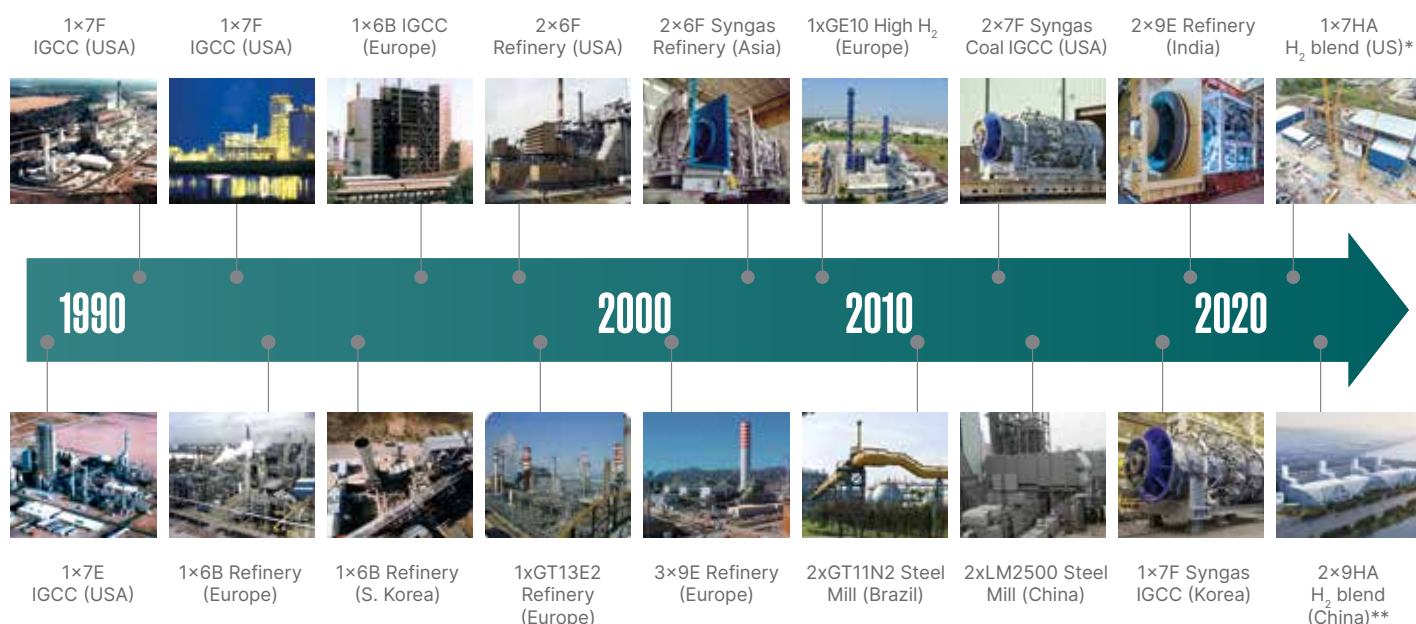 1×7F
IGCC (USA)
1×7F
IGCC (USA)
1×6B IGCC
(Europe)
2×6F
Refinery (USA)
2×6F Syngas
Refinery (Asia)
1xGE10 High H₂
(Europe)
2×7F Syngas
Coal IGCC (USA)
2×9E Refinery
(India)
1×7HA
H₂ blend (US)*
1990
2000
2010
2020
1×7E
IGCC (USA)
1×6B Refinery
(Europe)
1×6B Refinery
(S. Korea)
1xGT13E2
Refinery
(Europe)
3×9E Refinery
(Europe)
2xGT11N2 Steel
Mill (Brazil)
2xLM2500 Steel
Mill (China)
1×7F Syngas
IGCC (Korea)
2×9HA
H₂ blend
(China)**